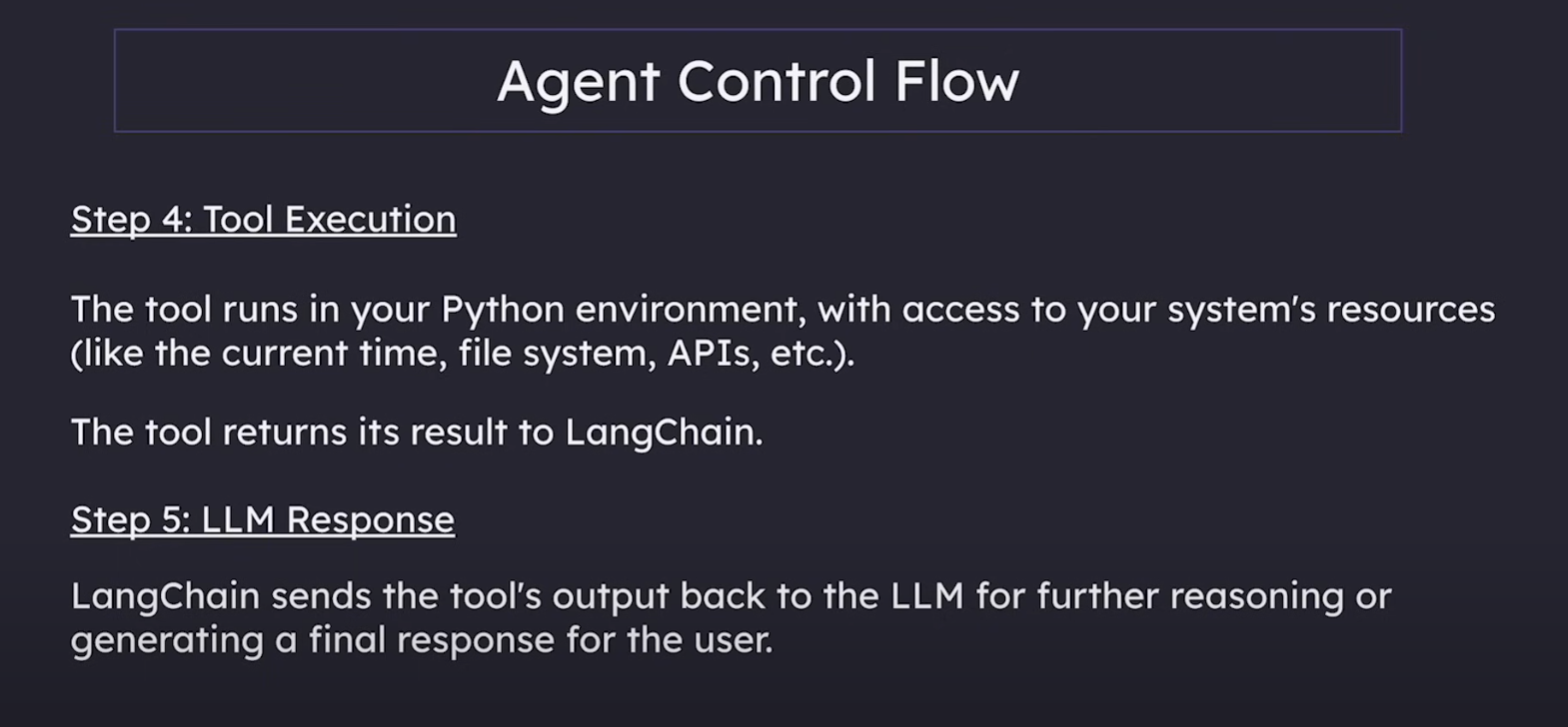 Agent Control Flow
Step 4: Tool Execution
The tool runs in your Python environment, with access to your system's resources
(like the current time, file system, APIs, etc.).
The tool returns its result to LangChain.
Step 5: LLM Response
LangChain sends the tool's output back to the LLM for further reasoning or
generating a final response for the user.